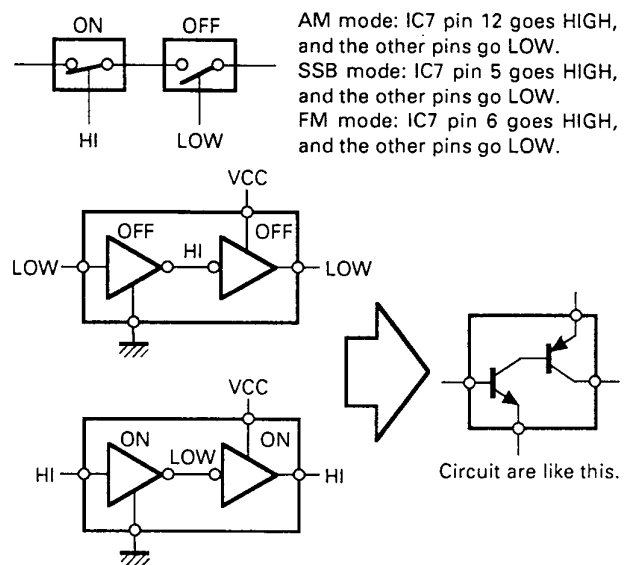 ON OFF
HI LOW
AM mode: IC7 pin 12 goes HIGH,
and the other pins go LOW.
SSB mode: IC7 pin 5 goes HIGH,
and the other pins go LOW.
FM mode: IC7 pin 6 goes HIGH,
and the other pins go LOW.
VCC
OFF HI OFF
LOW LOW
VCC
ON LOW ON
HI HI
Circuit are like this.